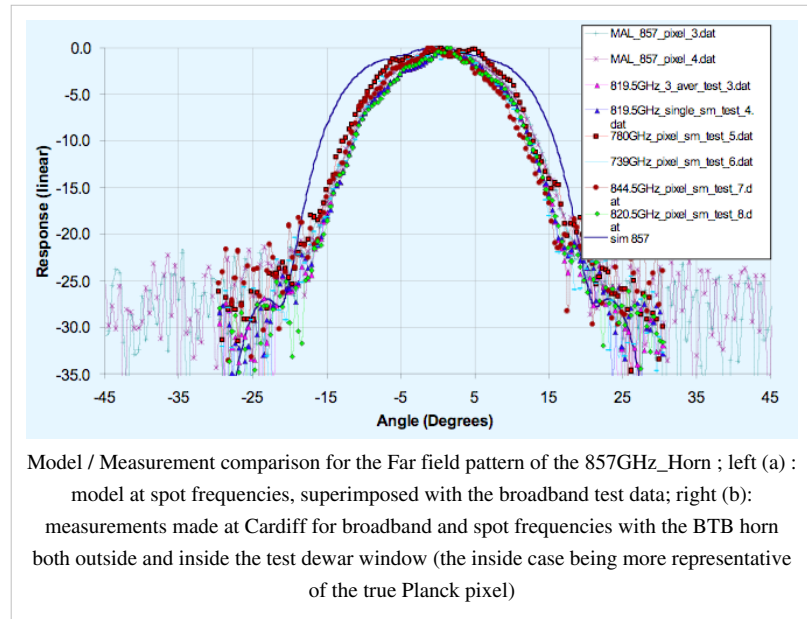 0.0
-5.0
-10.0
-15.0
-20.0
-25.0
-30.0
-35.0
Response (linear)
-45
-35
-25
-15
-5
5
15
25
35
45
Angle (Degrees)
MAL_857_pixel_3.dat
MAL_857_pixel_4.dat
819.5GHz_3_aver_test_3.dat
819.5GHz_single_sm_test_4.
dat
780GHz_pixel_sm_test_5.dat
739GHz_pixel_sm_test_6.dat
844.5GHz_pixel_sm_test_7.d
at
820.5GHz_pixel_sm_test_8.d
at
sim 857
Model / Measurement comparison for the Far field pattern of the 857GHz_Horn ; left (a) :
model at spot frequencies, superimposed with the broadband test data; right (b):
measurements made at Cardiff for broadband and spot frequencies with the BTB horn
both outside and inside the test dewar window (the inside case being more representative
of the true Planck pixel)